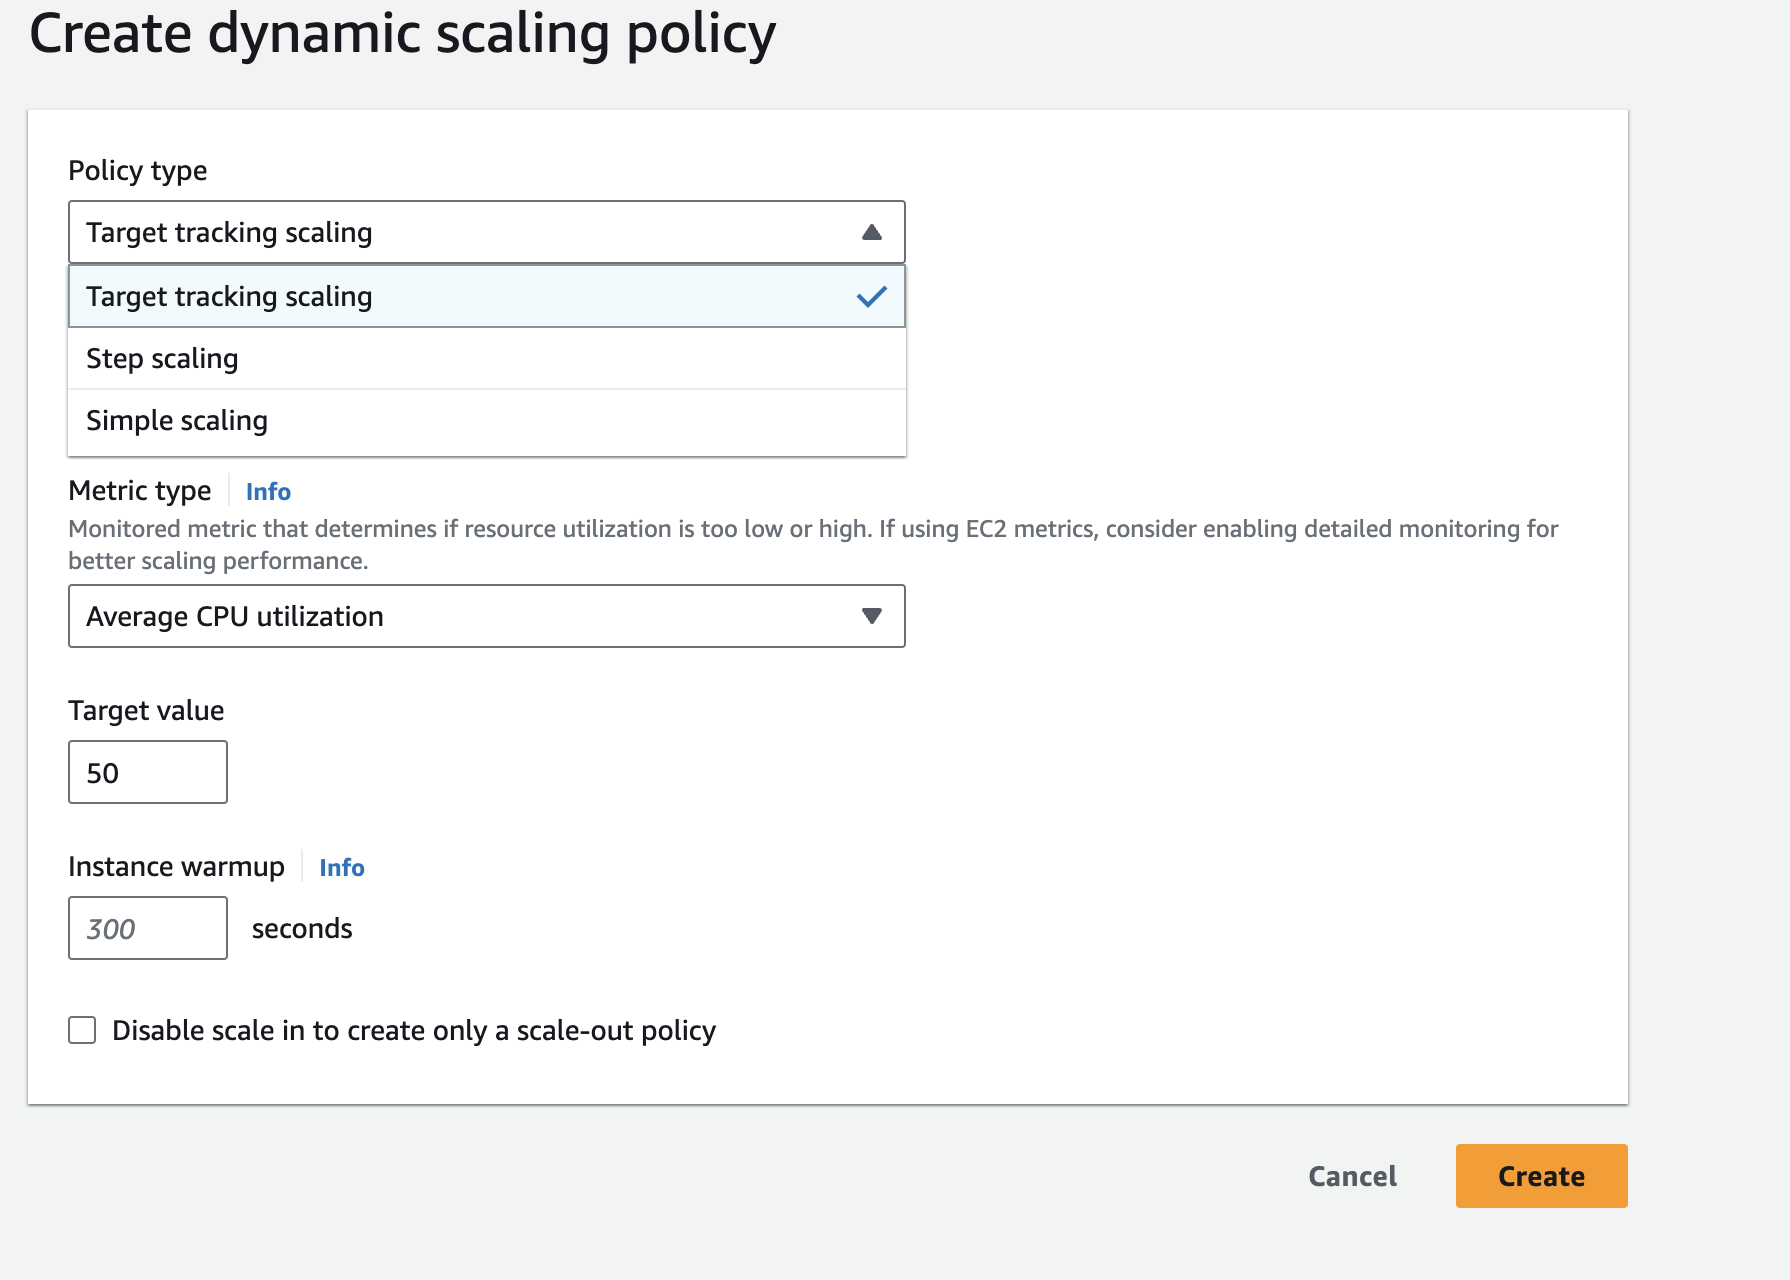 Create dynamic scaling policy
Policy type
Target tracking scaling
Target tracking scaling
Step scaling
Simple scaling
Metric type Info
Monitored metric that determines if resource utilization is too low or high. If using EC2 metrics, consider enabling detailed monitoring for
better scaling performance.
Average CPU utilization
Target value
50
Instance warmup Info
300 seconds
Disable scale in to create only a scale-out policy
Cancel Create